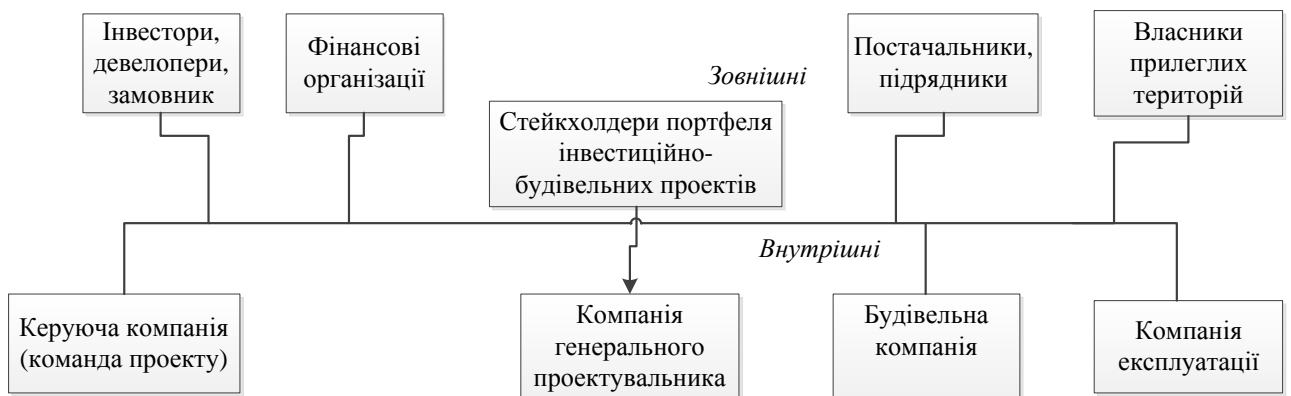 Інвестори,
девелопери,
замовник
Фінансові
організації
Зовнішні
Постачальники,
підрядники
Власники
прилеглих
територій
Стейкхолдери портфеля
інвестиційно-
будівельних проектів
Внутрішні
Керуюча компанія
(команда проекту)
Компанія
генерального
проектувальника
Будівельна
компанія
Компанія
експлуатації